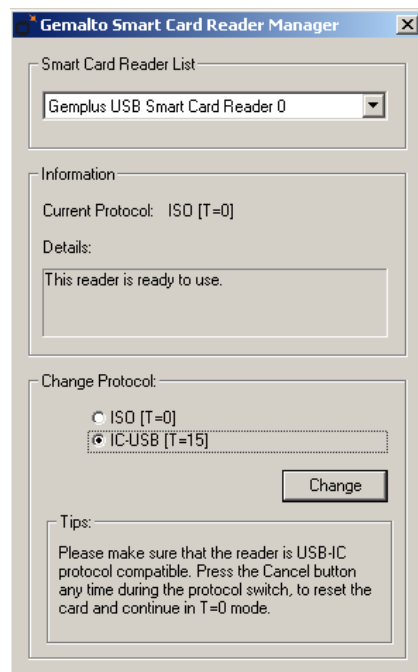 Gemalto Smart Card Reader Manager
Smart Card Reader List
Gemplus USB Smart Card Reader 0
Information
Current Protocol: ISO [T=0]
Details:
This reader is ready to use.
Change Protocol:
ISO [T=0]
IC-USB [T=15]
Change
Tips:
Please make sure that the reader is USB-IC
protocol compatible. Press the Cancel button
any time during the protocol switch, to reset the
card and continue in T=0 mode.